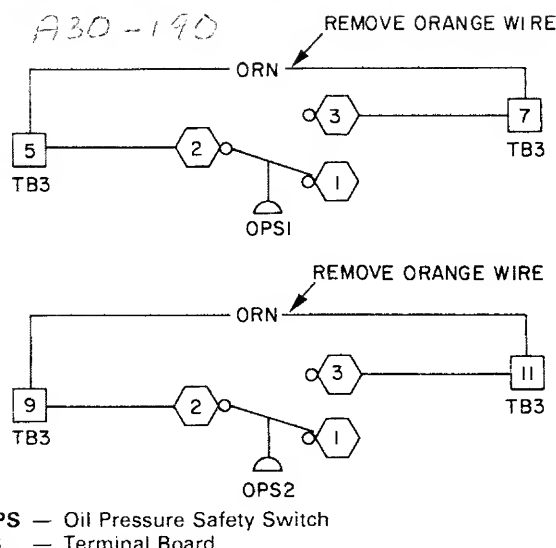 A30-190
REMOVE ORANGE WIRE
ORN
3
7
5
2
TB3
TB3
1
OPS1
REMOVE ORANGE WIRE
ORN
3
11
9
2
TB3
TB3
1
OPS2
PS — Oil Pressure Safety Switch
— Terminal Board